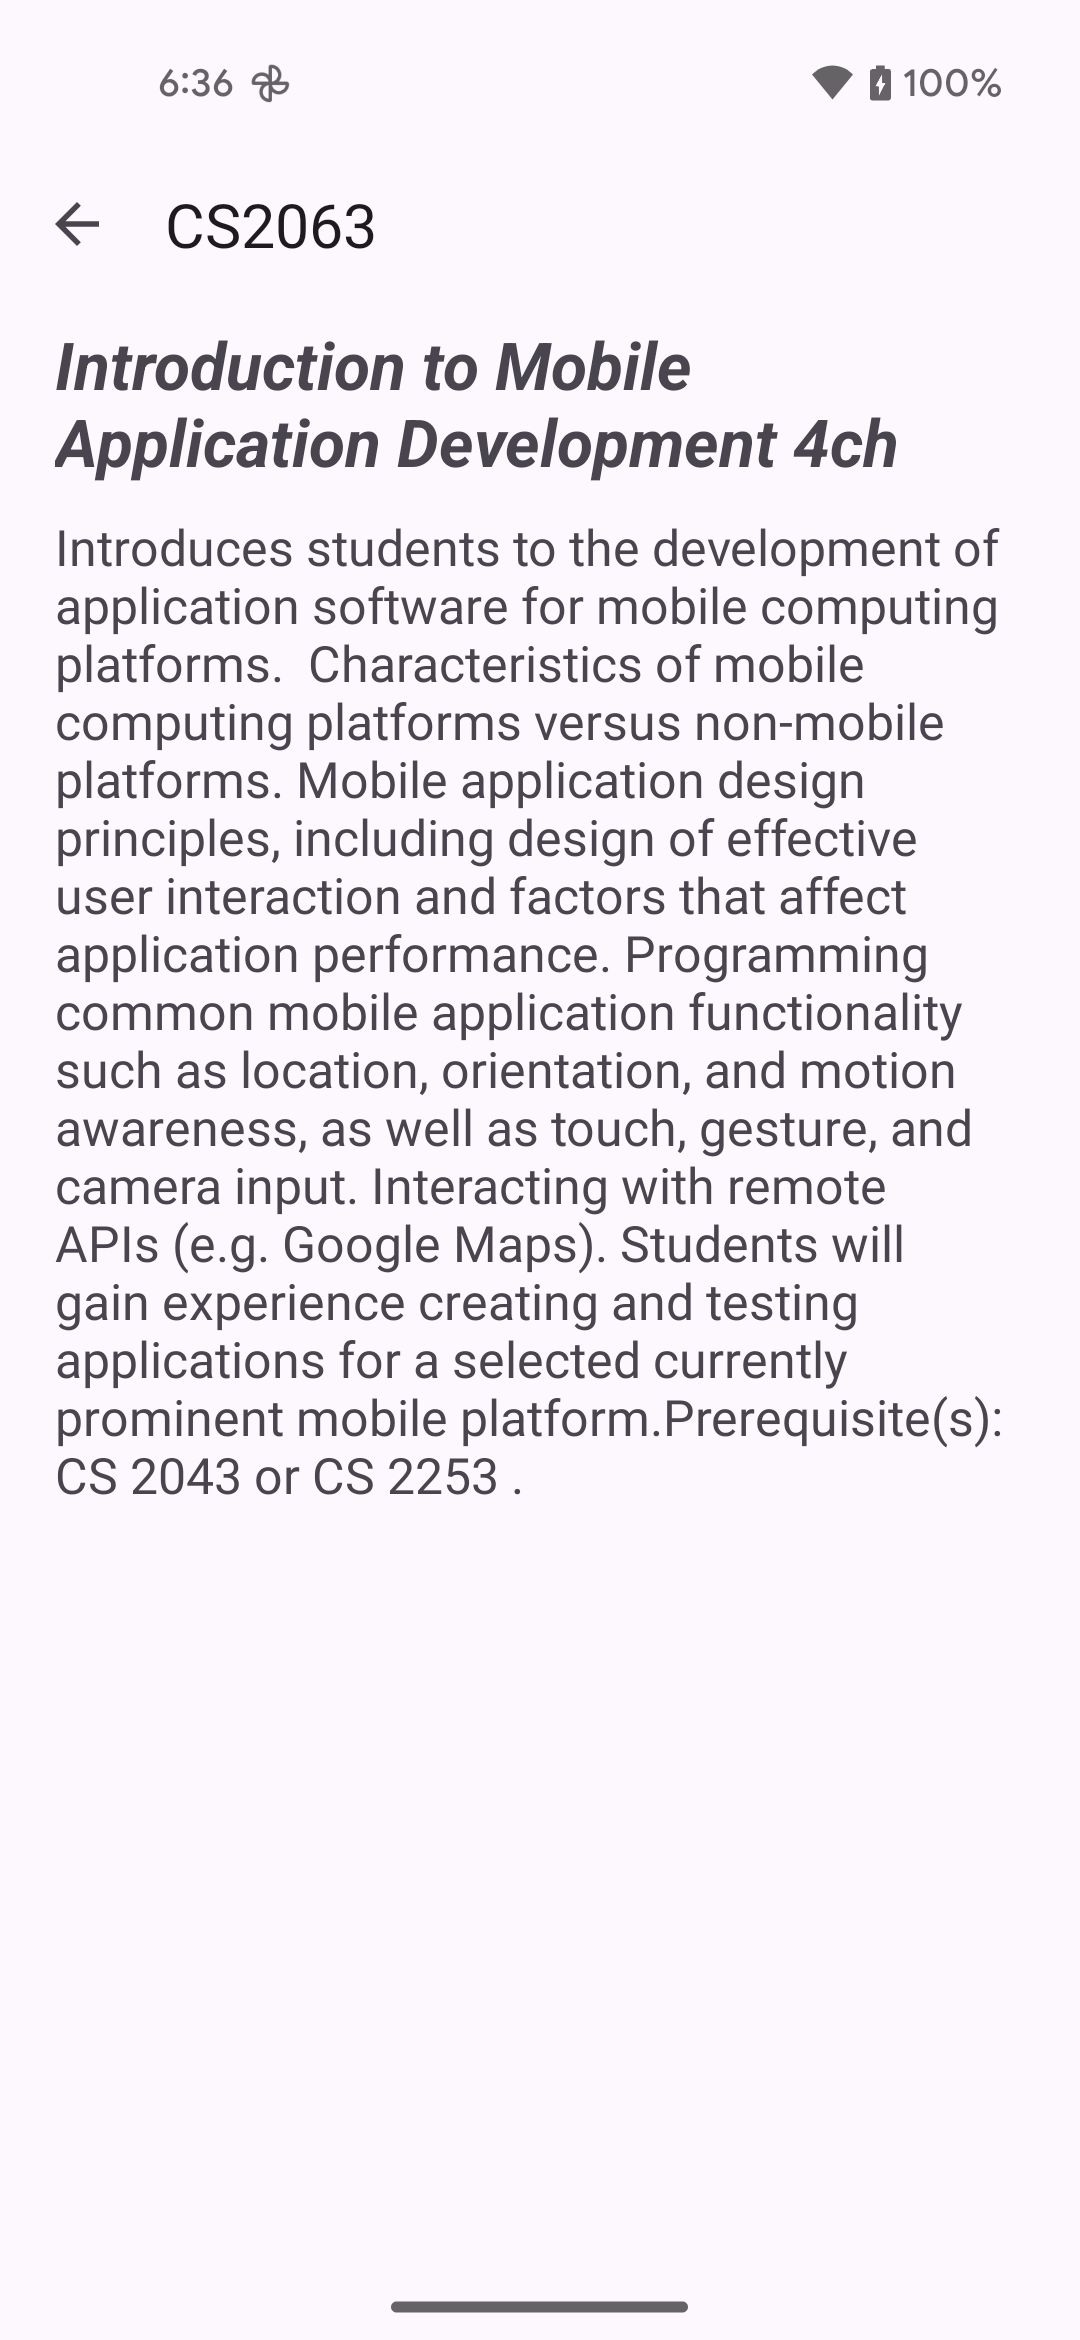 6:36 100%
CS2063
Introduction to Mobile
Application Development 4ch
Introduces students to the development of
application software for mobile computing
platforms.  Characteristics of mobile
computing platforms versus non-mobile
platforms. Mobile application design
principles, including design of effective
user interaction and factors that affect
application performance. Programming
common mobile application functionality
such as location, orientation, and motion
awareness, as well as touch, gesture, and
camera input. Interacting with remote
APIs (e.g. Google Maps). Students will
gain experience creating and testing
applications for a selected currently
prominent mobile platform.Prerequisite(s):
CS 2043 or CS 2253 .